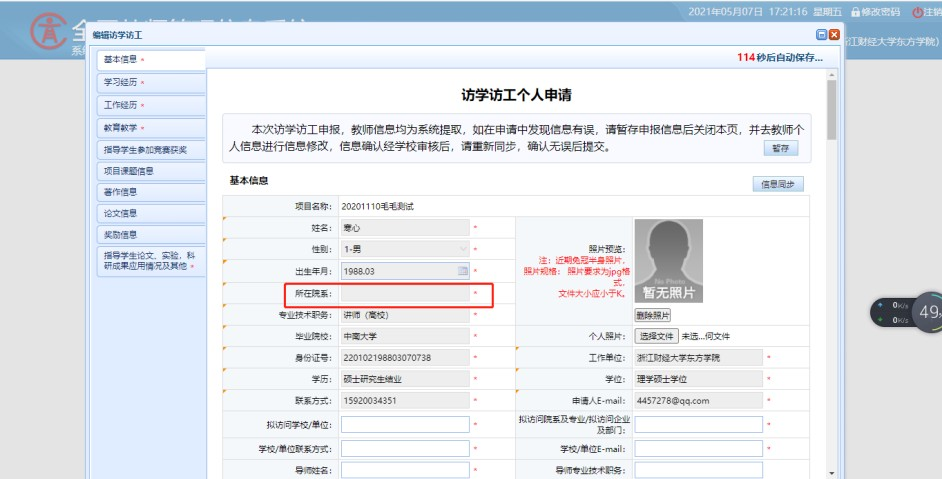 2021年05月07日 17:21:16 星期五 修改密码 注销
编辑访学访工
江财经大学东方学院)
114秒后自动保存...
基本信息 *
学习经历 *
工作经历 *
教育教学 *
指导学生参加竞赛获奖
项目课题信息
著作信息
论文信息
奖励信息
指导学生论文、实验，科
研成果应用情况及其他 *
访学访工个人申请
本次访学访工申报，教师信息均为系统提取，如在申请中发现信息有误，请暂存申报信息后关闭本页，并去教师个
人信息进行信息修改，信息确认经学校审核后，请重新同步，确认无误后提交。
暂存
基本信息
信息同步
项目名称： 20201110毛毛测试
姓名： 寒心 *
性别： 1-男 *
出生年月： 1988.03 *
所在院系： *
专业技术职务： 讲师（高校） *
照片预览：
注：近期免冠半身照片，
照片规格： 照片要求为jpg格
式，
文件大小应小于K。
No Photo
暂无照片
删除照片
毕业院校： 中南大学 *
个人照片： 选择文件 未选...何文件
身份证号： 220102198803070738 *
工作单位： 浙江财经大学东方学院 *
学历： 硕士研究生结业 *
学位： 理学硕士学位 *
联系方式： 15920034351 *
申请人E-mail： 4457278@qq.com *
拟访问学校/单位： *
拟访问院系及专业/拟访问企业
及部门： *
学校/单位联系方式： *
学校/单位E-mail： *
导师姓名： *
导师专业技术职务：
0K/s
0K/s
49